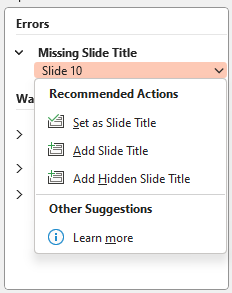 Errors
Missing Slide Title
Slide 10
Wa
Recommended Actions
Set as Slide Title
Add Slide Title
Add Hidden Slide Title
Other Suggestions
Learn more